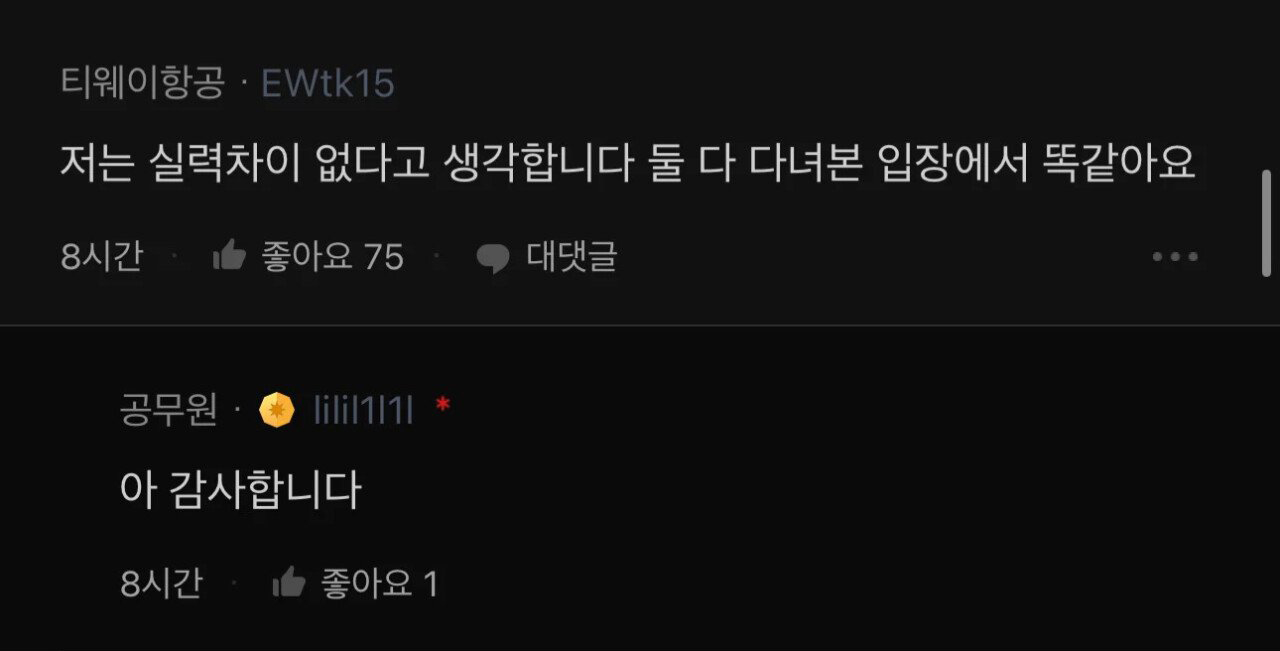 티웨이항공 · EWtk15
저는 실력차이 없다고 생각합니다 둘 다 다녀본 입장에서 똑같아요
8시간 · 좋아요 75 · 대댓글
공무원 · lilil1l1l *
아 감사합니다
8시간 · 좋아요 1